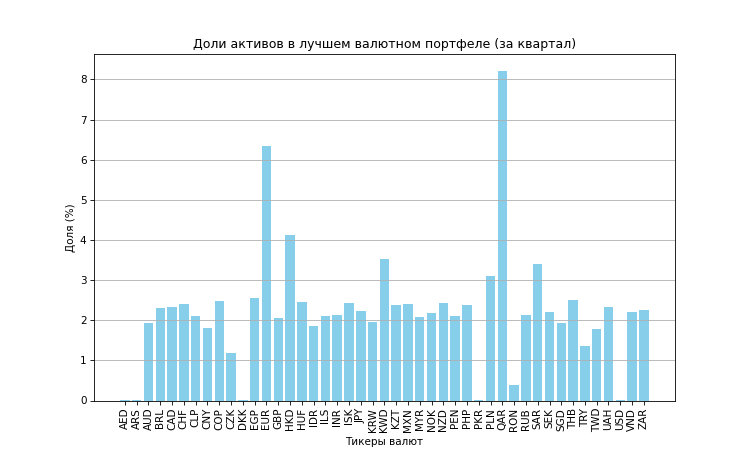 Доли активов в лучшем валютном портфеле (за квартал)
Доля (%)
8
7
6
5
4
3
2
1
0
AED
ARS
AUD
BRL
CAD
CHF
CLP
CNY
COP
CZK
DKK
EGP
EUR
GBP
HKD
HUF
IDR
ILS
INR
ISK
JPY
KRW
KWD
KZT
MXN
MYR
NOK
NZD
PEN
PHP
PKR
PLN
QAR
RON
RUB
SAR
SEK
SGD
THB
TRY
TWD
UAH
USD
VND
ZAR
Тикеры валют